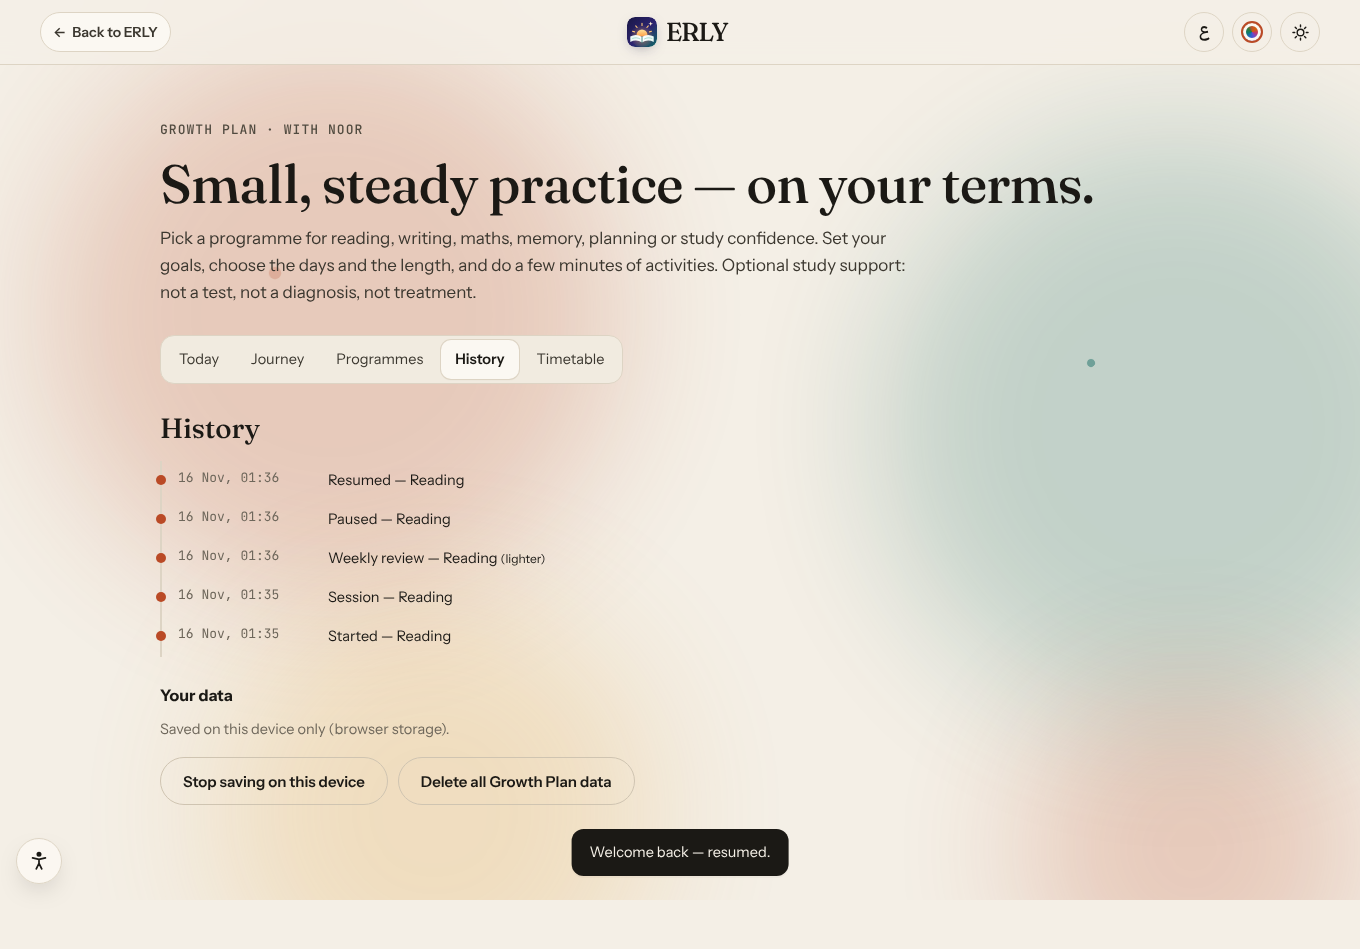 ← Back to ERLY
ERLY
ع
GROWTH PLAN · WITH NOOR
Small, steady practice — on your terms.
Pick a programme for reading, writing, maths, memory, planning or study confidence. Set your
goals, choose the days and the length, and do a few minutes of activities. Optional study support:
not a test, not a diagnosis, not treatment.
Today Journey Programmes History Timetable
History
16 Nov, 01:36 Resumed — Reading
16 Nov, 01:36 Paused — Reading
16 Nov, 01:36 Weekly review — Reading (lighter)
16 Nov, 01:35 Session — Reading
16 Nov, 01:35 Started — Reading
Your data
Saved on this device only (browser storage).
Stop saving on this device Delete all Growth Plan data
Welcome back — resumed.